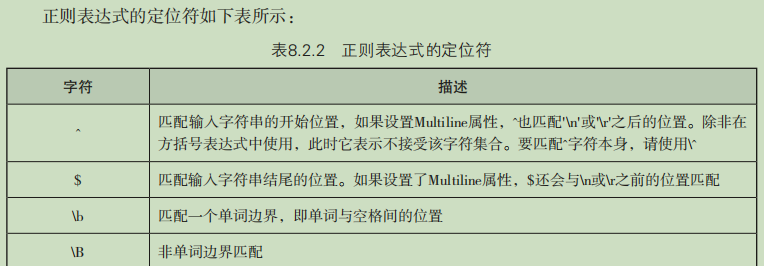 正则表达式的定位符如下表所示：
表8.2.2 正则表达式的定位符
字符 描述
^ 匹配输入字符串的开始位置，如果设置Multiline属性，^也匹配'\n'或'\r'之后的位置。除非在
方括号表达式中使用，此时它表示不接受该字符集合。要匹配^字符本身，请使用\^
$ 匹配输入字符串结尾的位置。如果设置了Multiline属性，$还会与\n或\r之前的位置匹配
\b 匹配一个单词边界，即单词与空格间的位置
\B 非单词边界匹配